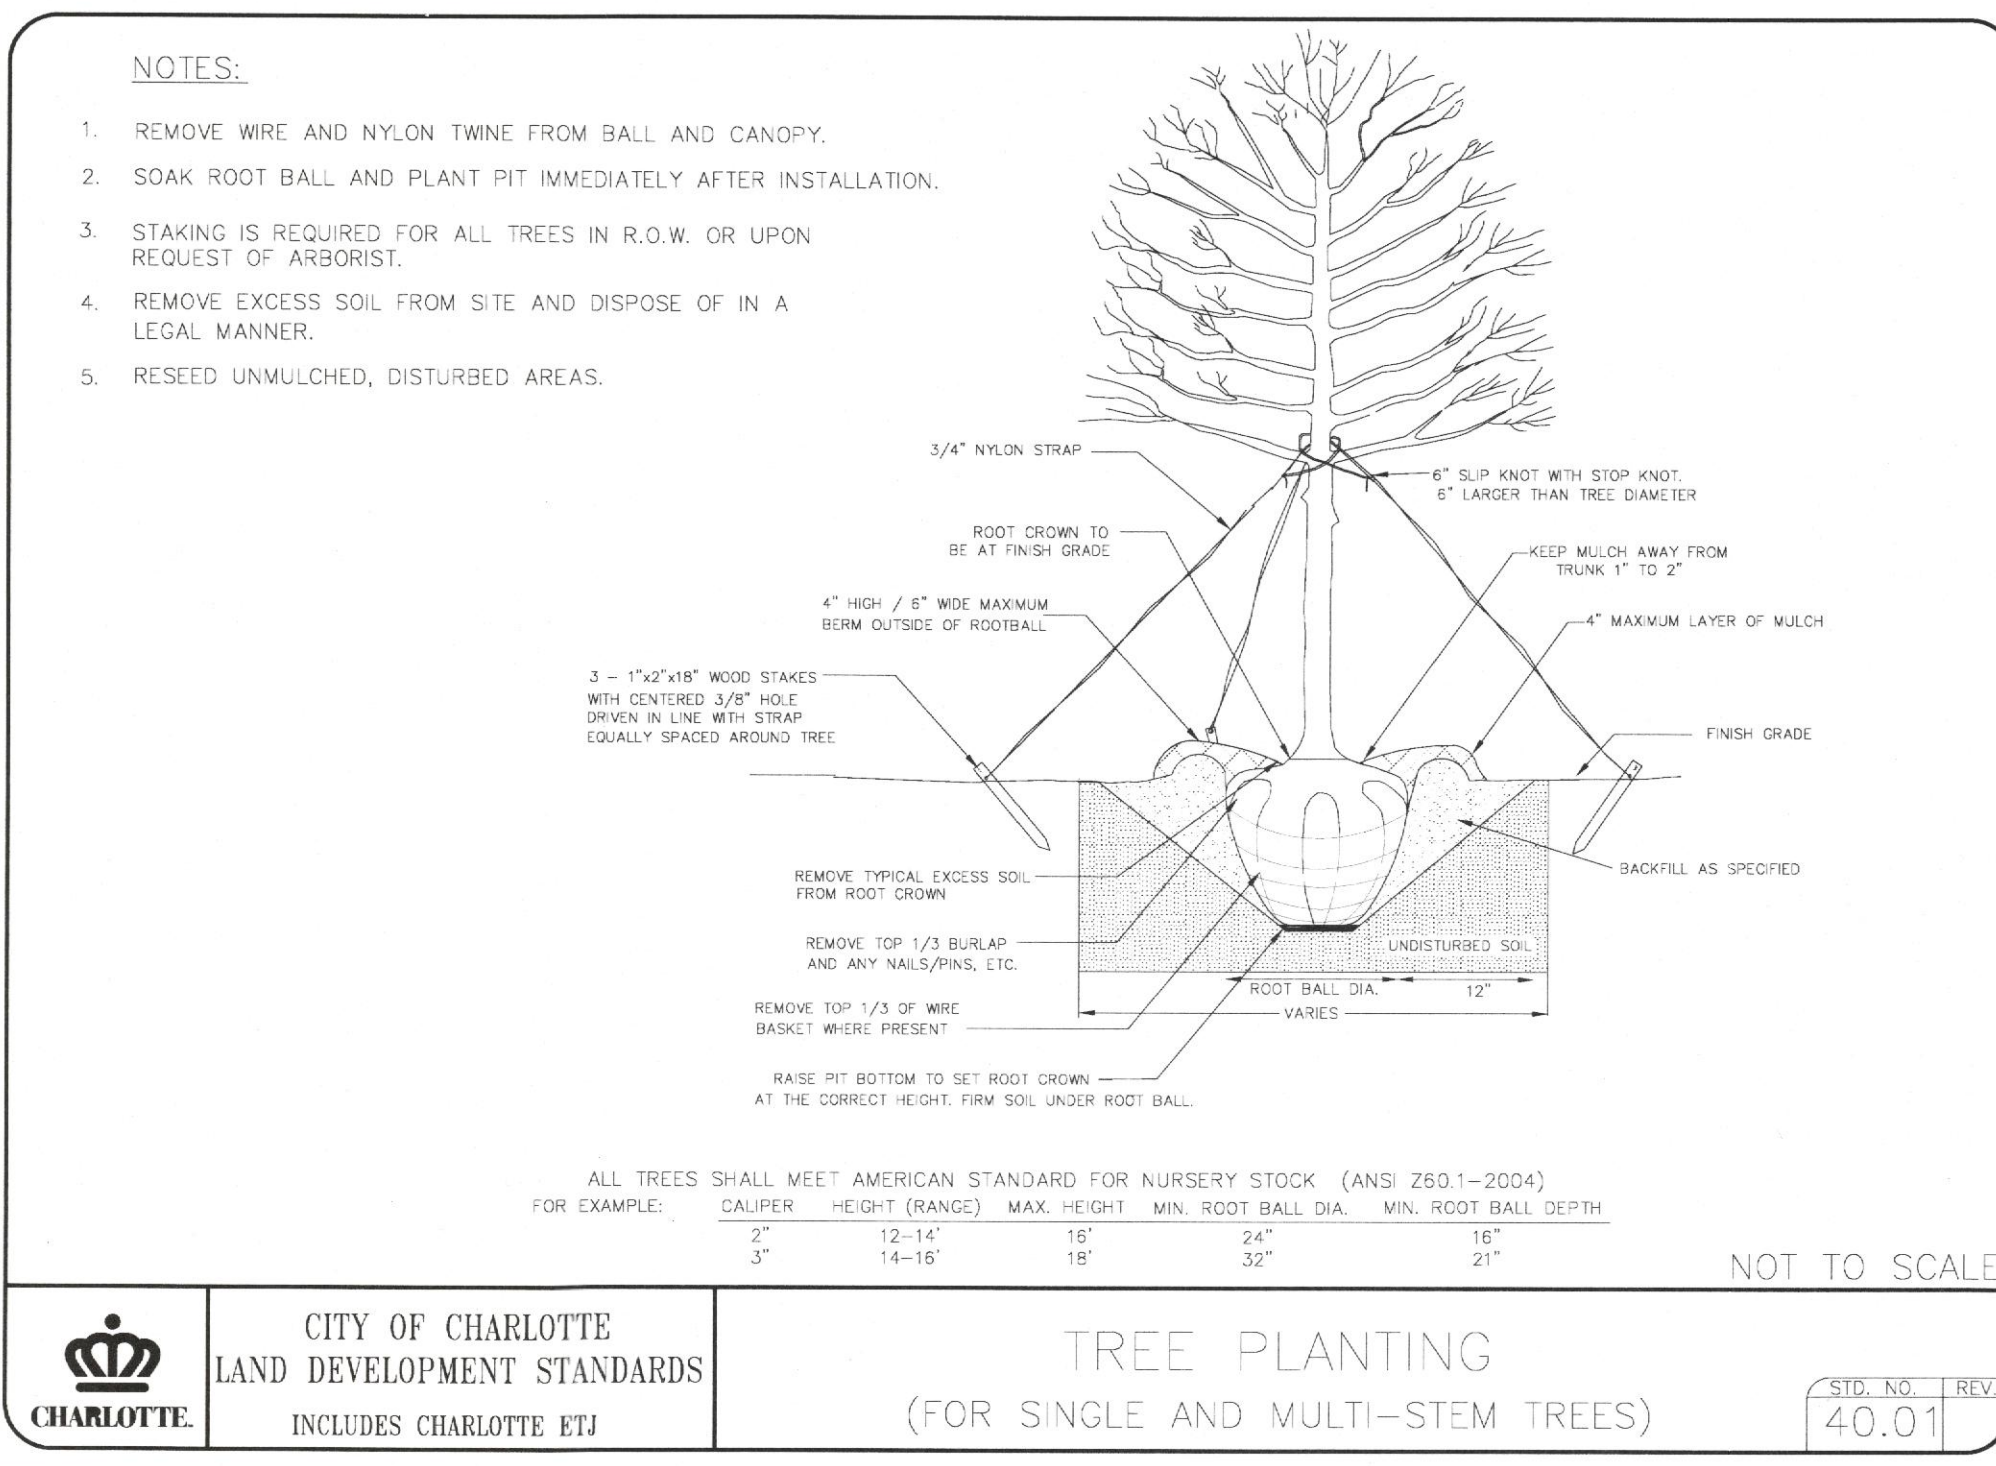 NOTES:
1. REMOVE WIRE AND NYLON TWINE FROM BALL AND CANOPY.
2. SOAK ROOT BALL AND PLANT PIT IMMEDIATELY AFTER INSTALLATION.
3. STAKING IS REQUIRED FOR ALL TREES IN R.O.W. OR UPON
REQUEST OF ARBORIST.
4. REMOVE EXCESS SOIL FROM SITE AND DISPOSE OF IN A
LEGAL MANNER.
5. RESEED UNMULCHED, DISTURBED AREAS.
3/4" NYLON STRAP
6" SLIP KNOT WITH STOP KNOT.
6" LARGER THAN TREE DIAMETER
ROOT CROWN TO
BE AT FINISH GRADE
KEEP MULCH AWAY FROM
TRUNK 1" TO 2"
4" HIGH / 6" WIDE MAXIMUM
BERM OUTSIDE OF ROOTBALL
4" MAXIMUM LAYER OF MULCH
3 – 1"x2"x18" WOOD STAKES
WITH CENTERED 3/8" HOLE
DRIVEN IN LINE WITH STRAP
EQUALLY SPACED AROUND TREE
FINISH GRADE
REMOVE TYPICAL EXCESS SOIL
FROM ROOT CROWN
BACKFILL AS SPECIFIED
REMOVE TOP 1/3 BURLAP
AND ANY NAILS/PINS, ETC.
UNDISTURBED SOIL
ROOT BALL DIA. 12"
VARIES
REMOVE TOP 1/3 OF WIRE
BASKET WHERE PRESENT
RAISE PIT BOTTOM TO SET ROOT CROWN
AT THE CORRECT HEIGHT. FIRM SOIL UNDER ROOT BALL.
ALL TREES SHALL MEET AMERICAN STANDARD FOR NURSERY STOCK (ANSI Z60.1–2004)
FOR EXAMPLE: CALIPER HEIGHT (RANGE) MAX. HEIGHT MIN. ROOT BALL DIA. MIN. ROOT BALL DEPTH
2" 12–14' 16' 24" 16"
3" 14–16' 18' 32" 21"
NOT TO SCALE
CHARLOTTE.
CITY OF CHARLOTTE
LAND DEVELOPMENT STANDARDS
INCLUDES CHARLOTTE ETJ
TREE PLANTING
(FOR SINGLE AND MULTI–STEM TREES)
STD. NO. REV.
40.01